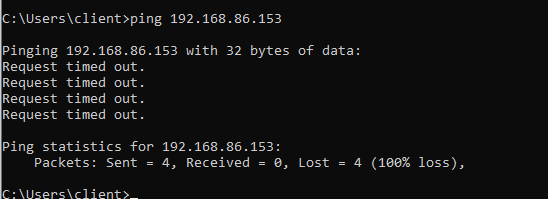 C:\Users\client>ping 192.168.86.153
Pinging 192.168.86.153 with 32 bytes of data:
Request timed out.
Request timed out.
Request timed out.
Request timed out.
Ping statistics for 192.168.86.153:
    Packets: Sent = 4, Received = 0, Lost = 4 (100% loss),
C:\Users\client>_